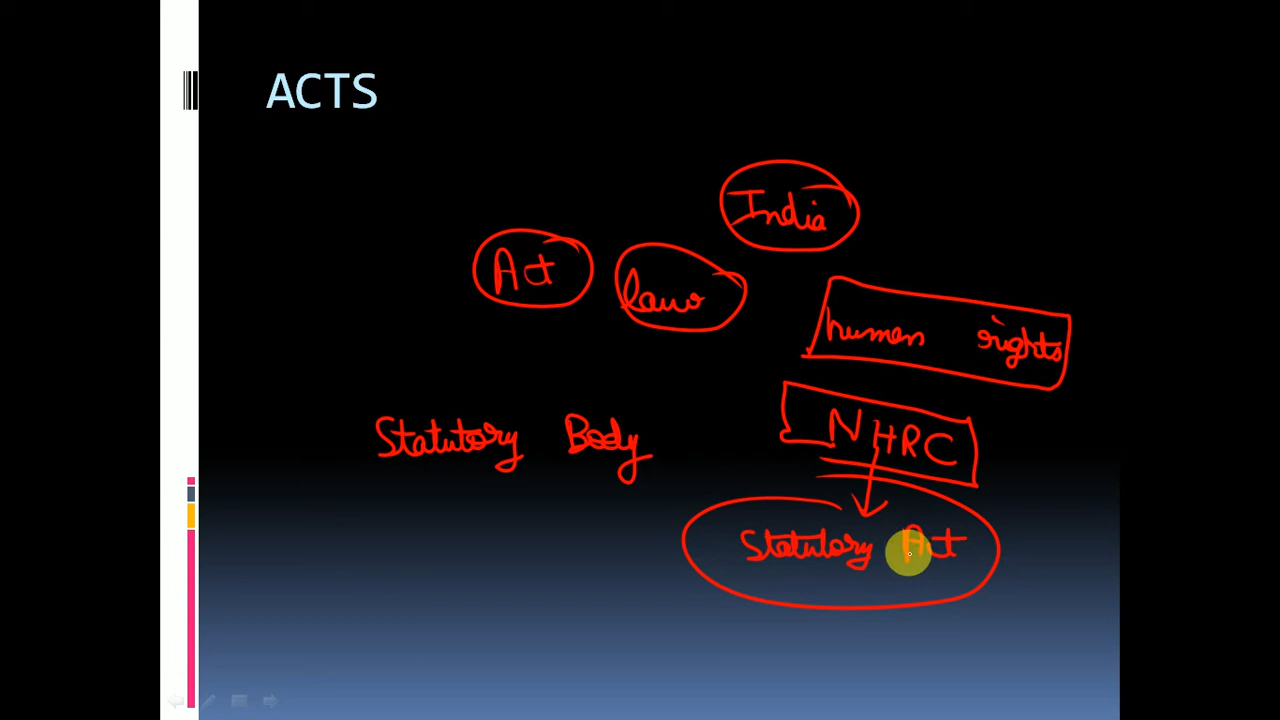 ACTS
India
Act law
human rights
Statutory Body NHRC
Statutory Act